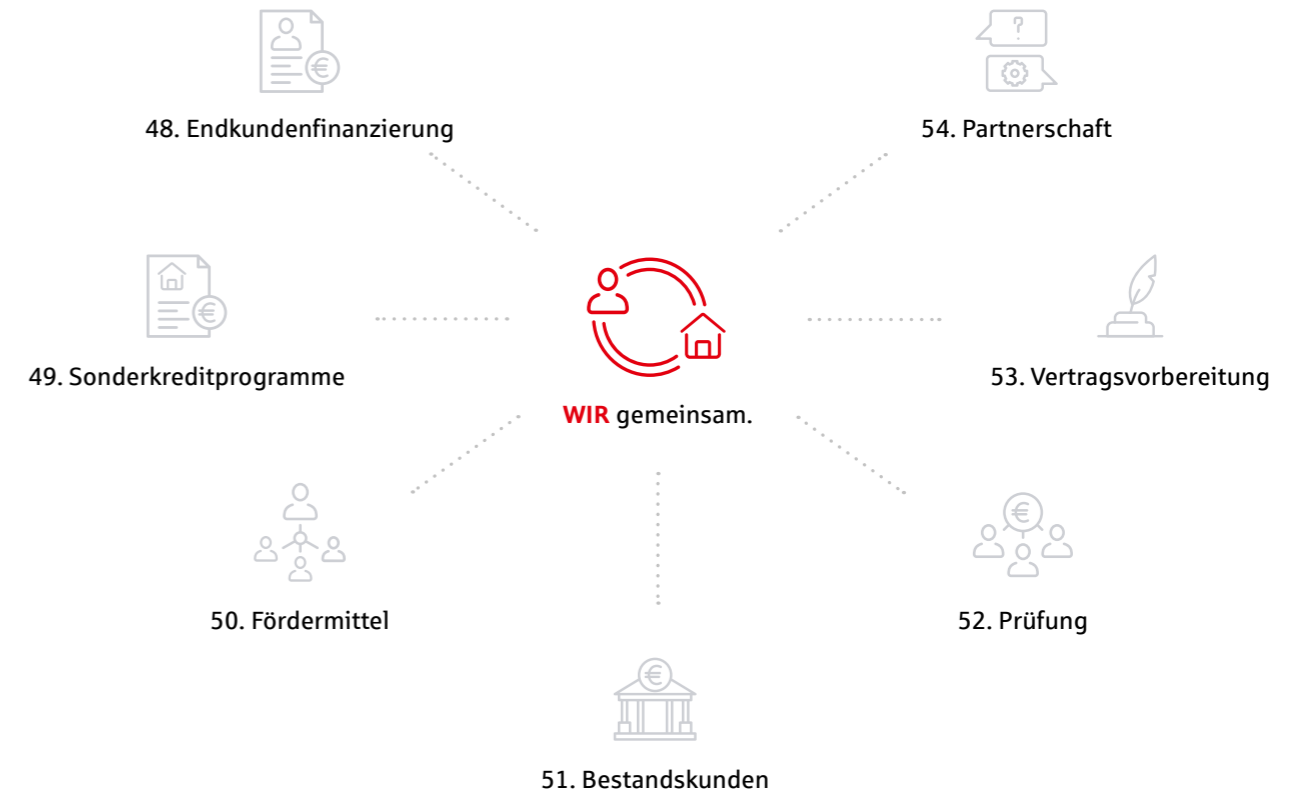 48. Endkundenfinanzierung
54. Partnerschaft
49. Sonderkreditprogramme
53. Vertragsvorbereitung
WIR gemeinsam.
50. Fördermittel
52. Prüfung
51. Bestandskunden